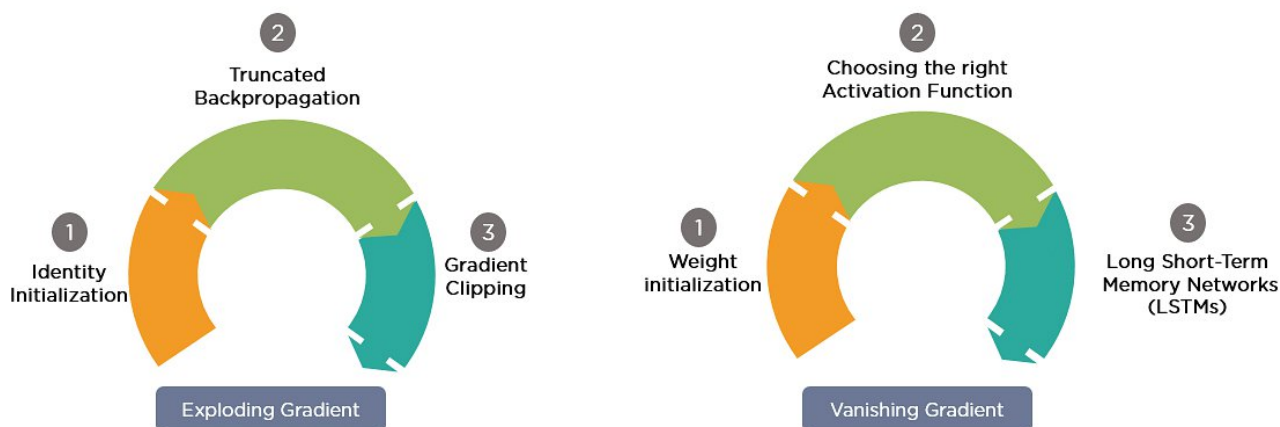 2
Truncated
Backpropagation
1
Identity
Initialization
3
Gradient
Clipping
Exploding Gradient
2
Choosing the right
Activation Function
1
Weight
initialization
3
Long Short-Term
Memory Networks
(LSTMs)
Vanishing Gradient